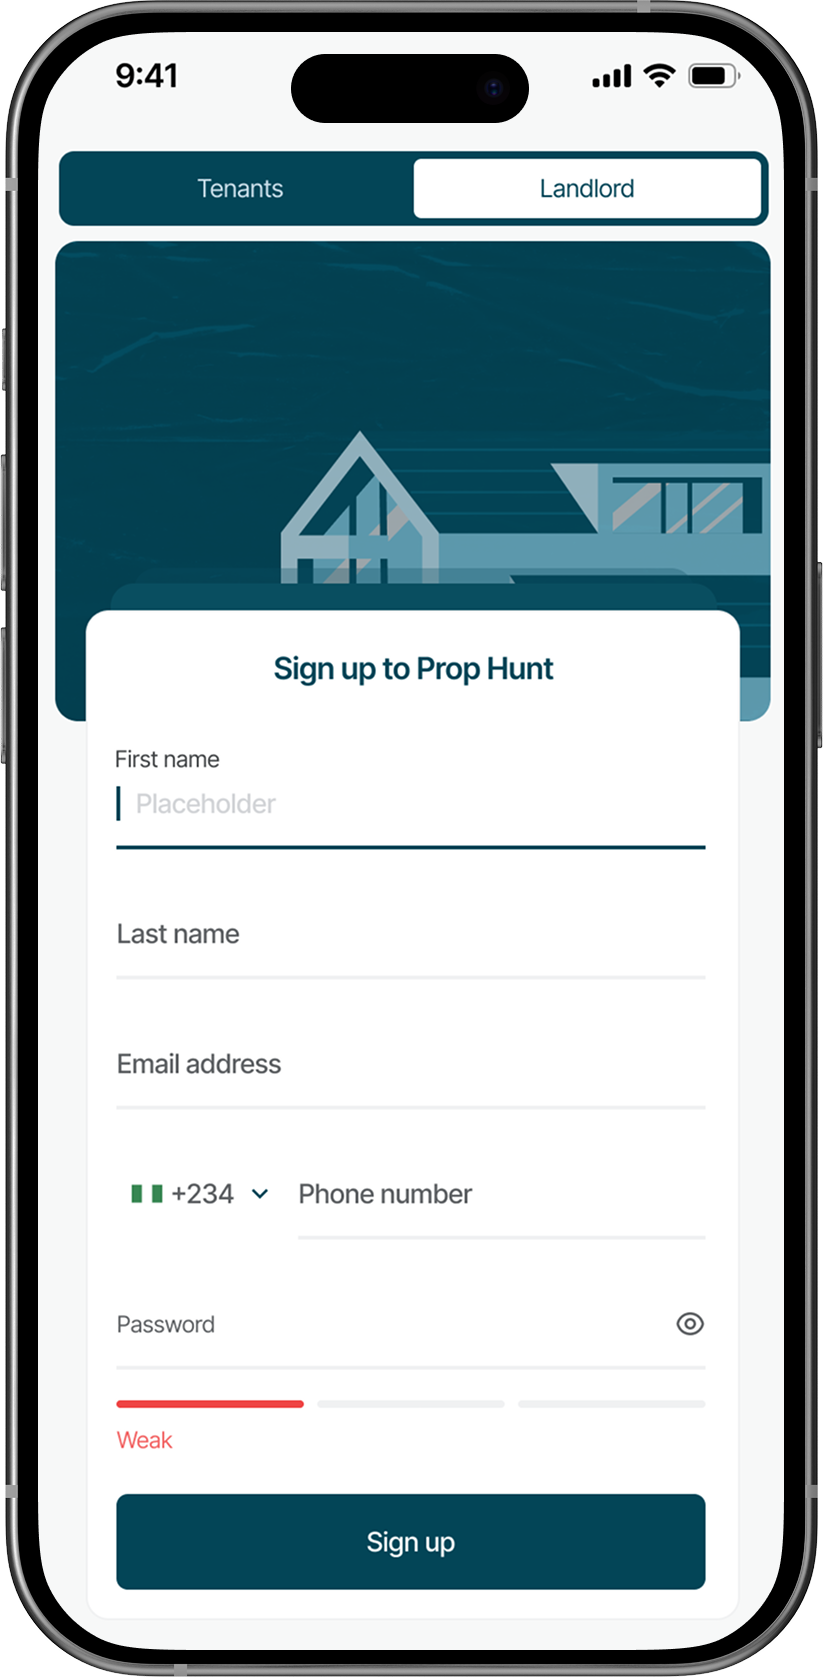 9:41
Tenants
Landlord
Sign up to Prop Hunt
First name
Placeholder
Last name
Email address
+234
Phone number
Password
Weak
Sign up